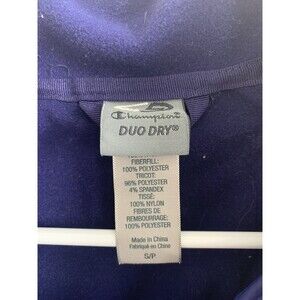 Champion
DUO DRY®
FIBERFILL:
100% POLYESTER
TRICOT:
96% POLYESTER
4% SPANDEX
TISSÉ:
100% NYLON
FIBRES DE
REMBOURRAGE:
100% POLYESTER
Made in China
Fabriqué en Chine
S/P